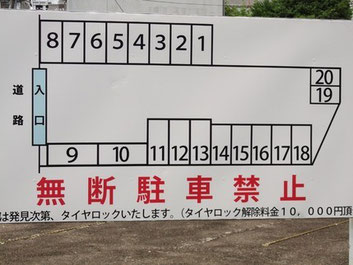 8 7 6 5 4 3 2 1
20
19
道路
入口
9 10 11 12 13 14 15 16 17 18
無断駐車禁止
は発見次第、タイヤロックいたします。(タイヤロック解除料金10,000円頂